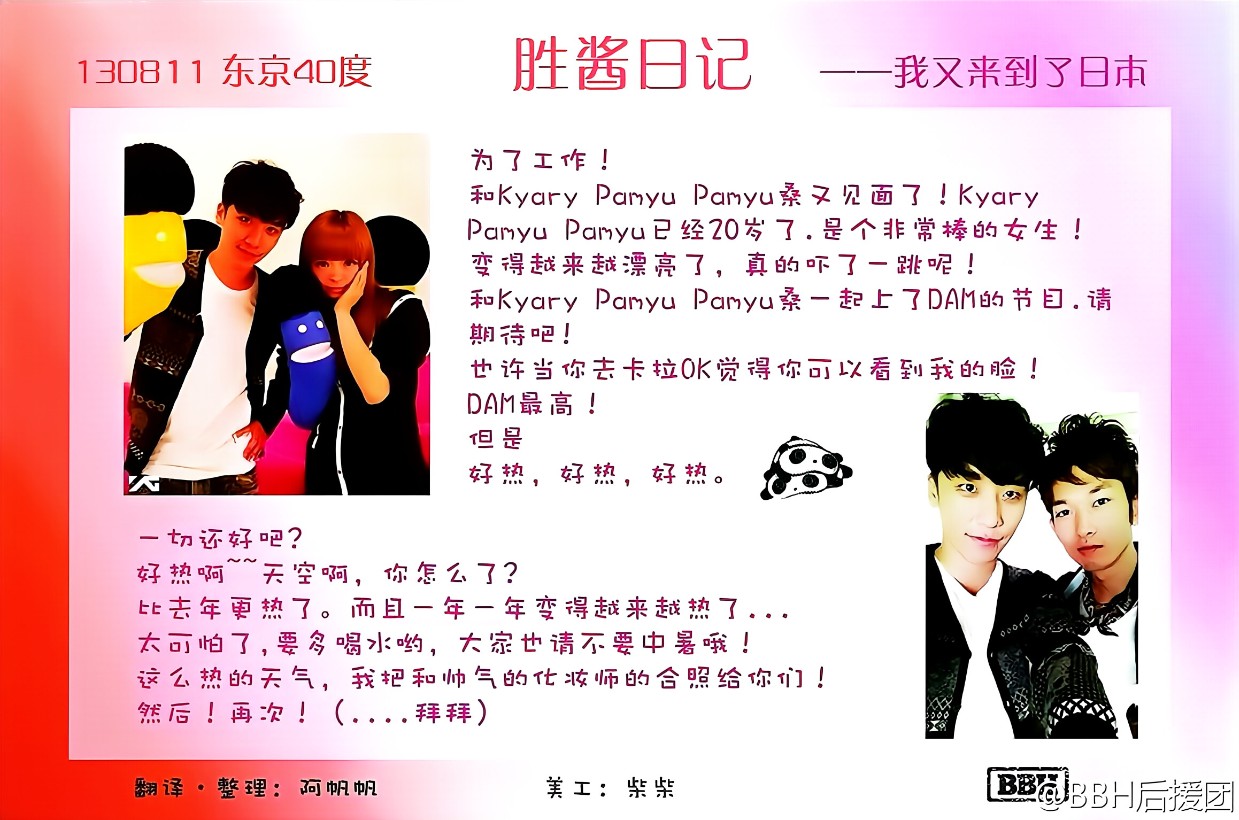 130811 东京40度
胜酱日记
——我又来到了日本
为了工作！
和Kyary Pamyu Pamyu桑又见面了！Kyary
Pamyu Pamyu已经20岁了.是个非常棒的女生！
变得越来越漂亮了，真的吓了一跳呢！
和Kyary Pamyu Pamyu桑一起上了DAM的节目.请
期待吧！
也许当你去卡拉OK觉得你可以看到我的脸！
DAM最高！
但是
好热，好热，好热。
YG
一切还好吧？
好热啊~~天空啊，你怎么了？
比去年更热了。而且一年一年变得越来越热了...
太可怕了,要多喝水哟，大家也请不要中暑哦！
这么热的天气，我把和帅气的化妆师的合照给你们！
然后！再次！（....拜拜）
翻译·整理：阿帆帆
美工：柴柴
BBH
@BBH后援团